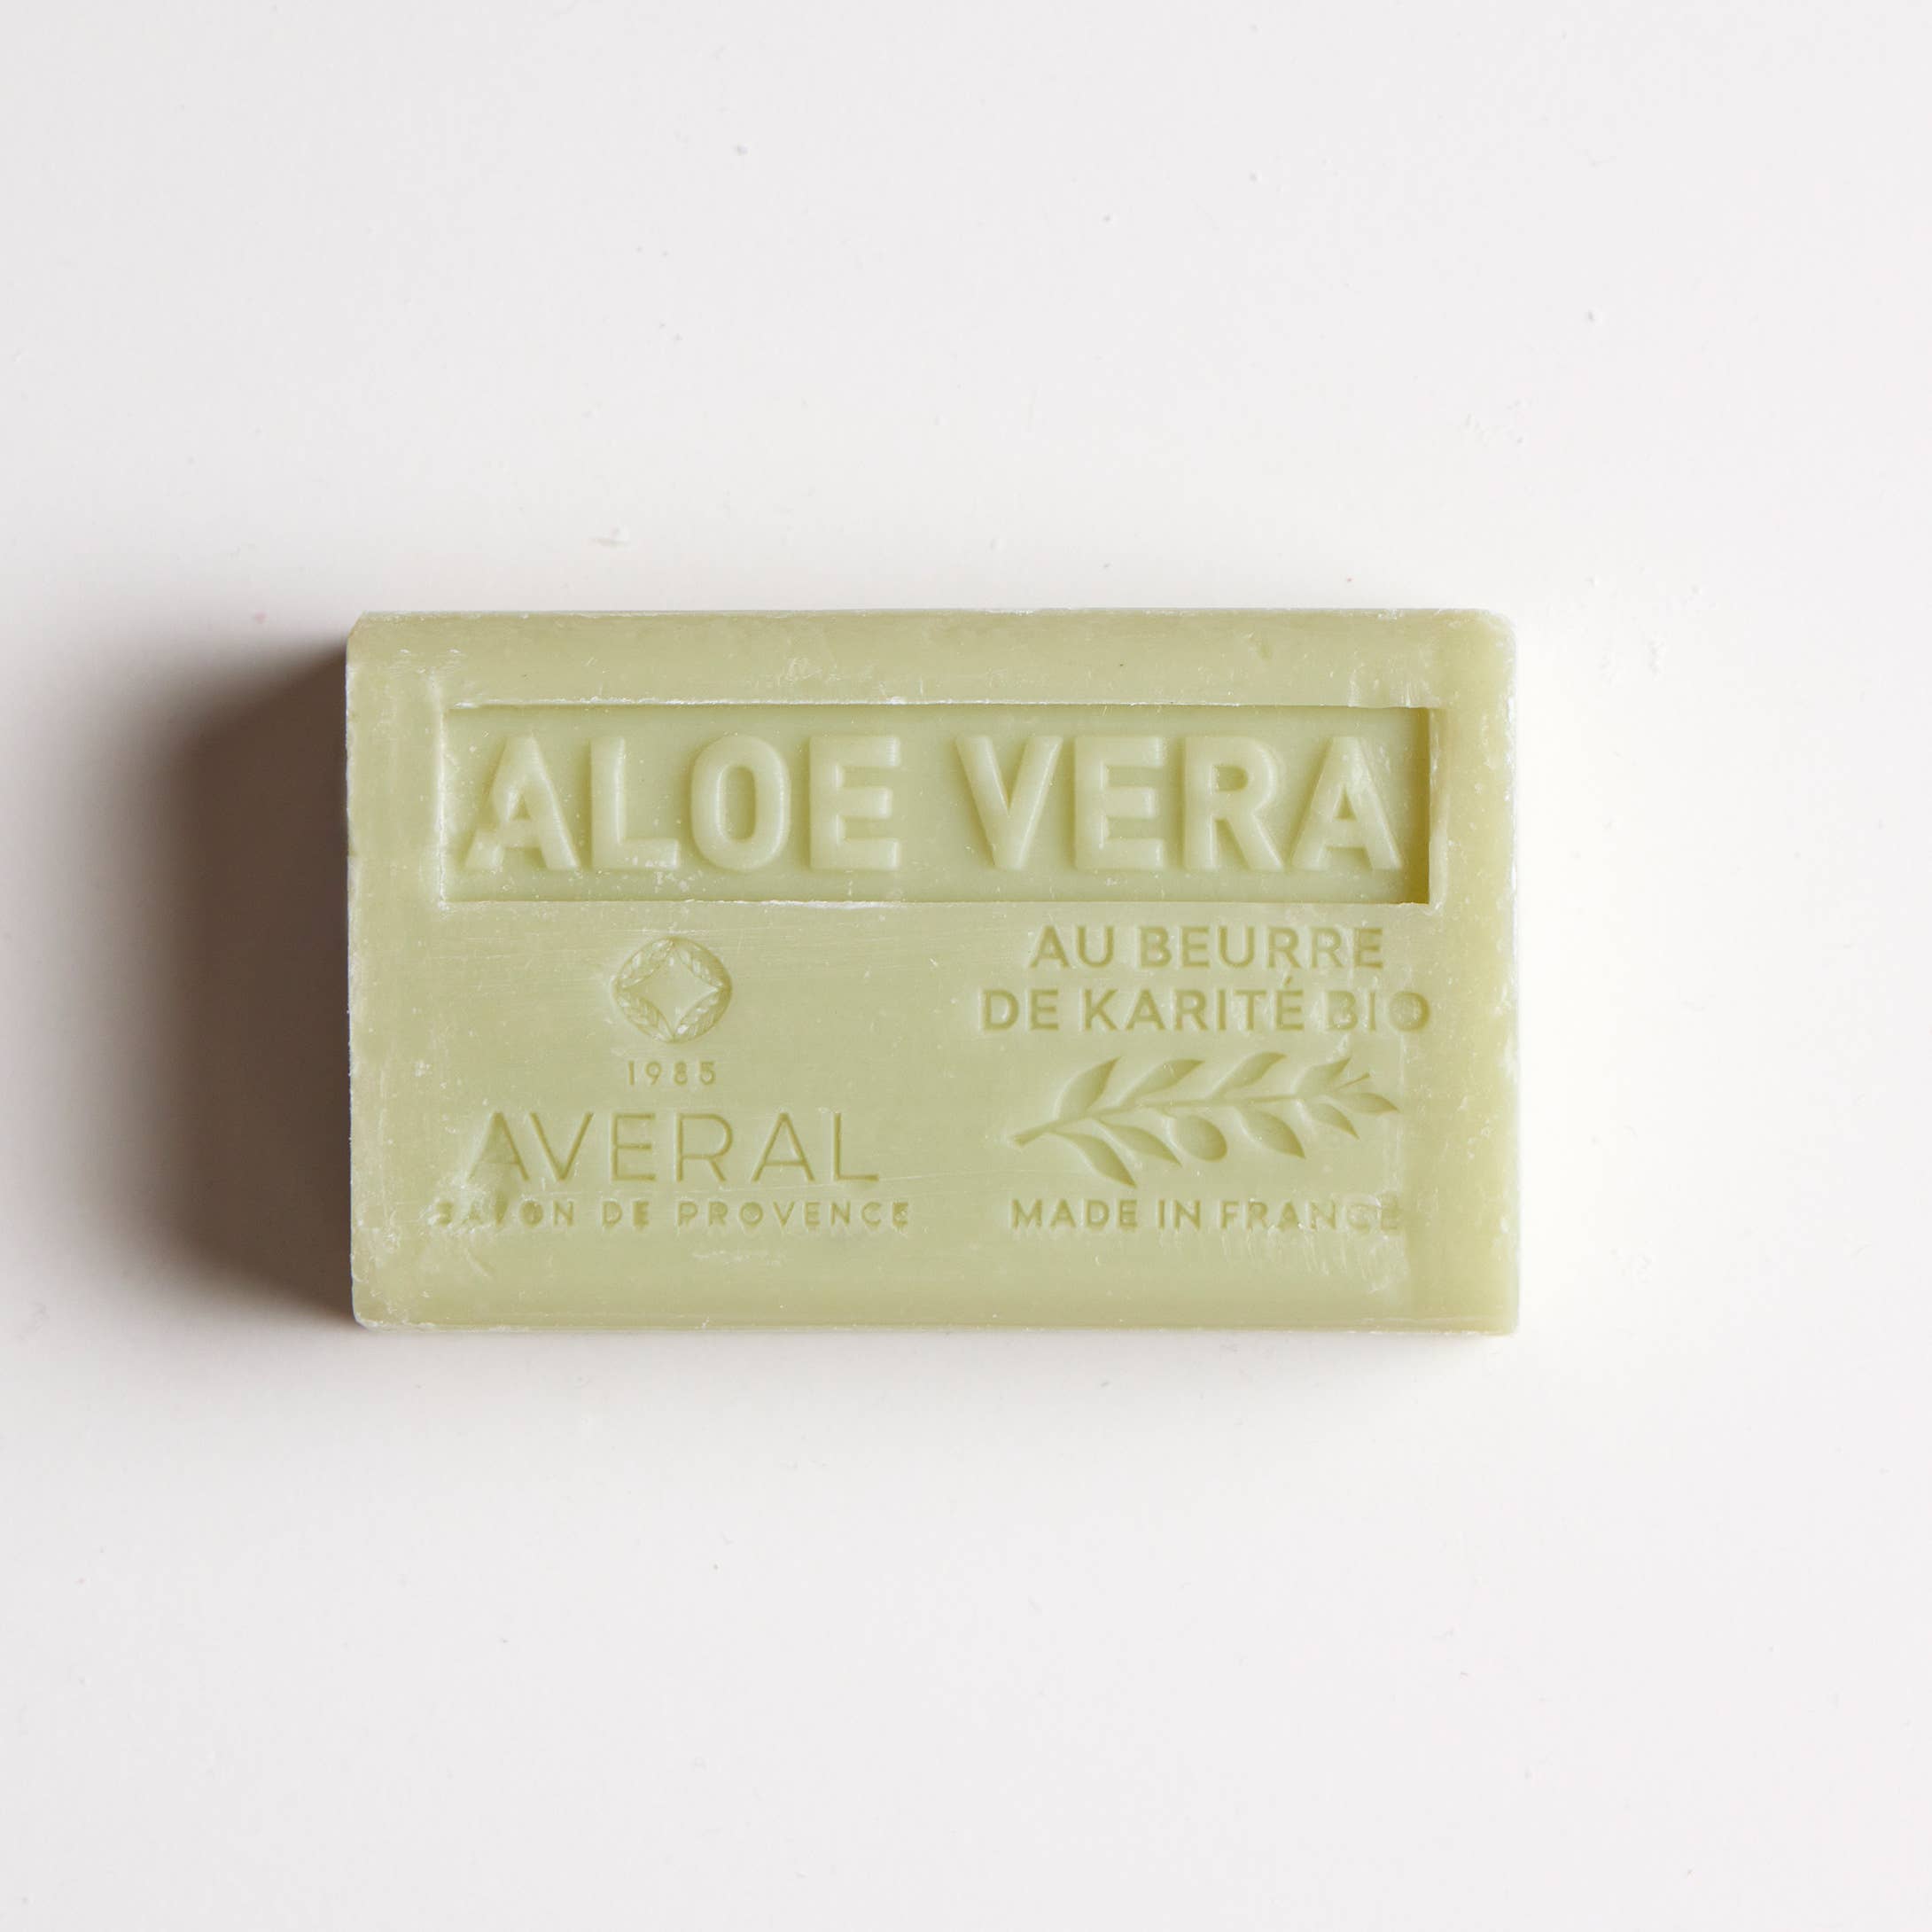 ALOE VERA
1985
AVERAL
SAVON DE PROVENCE
AU BEURRE
DE KARITÉ BIO
MADE IN FRANCE